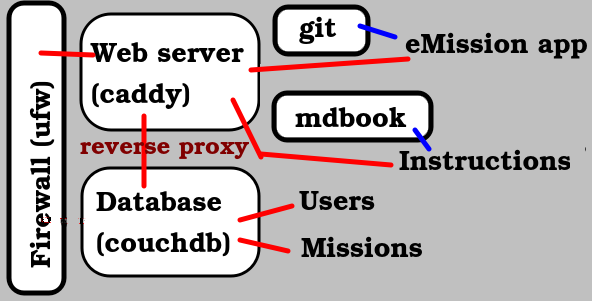 Firewall (ufw)
Web server
(caddy)
git
eMission app
mdbook
reverse proxy
Instructions
Database
(couchdb)
Users
Missions